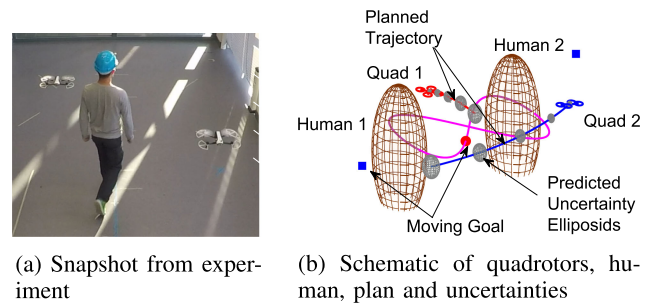 Planned
Trajectory
Human 2
Quad 1
Human 1
Quad 2
Predicted
Uncertainty
Elliposids
Moving Goal
(a) Snapshot from exper-
iment
(b) Schematic of quadrotors, hu-
man, plan and uncertainties